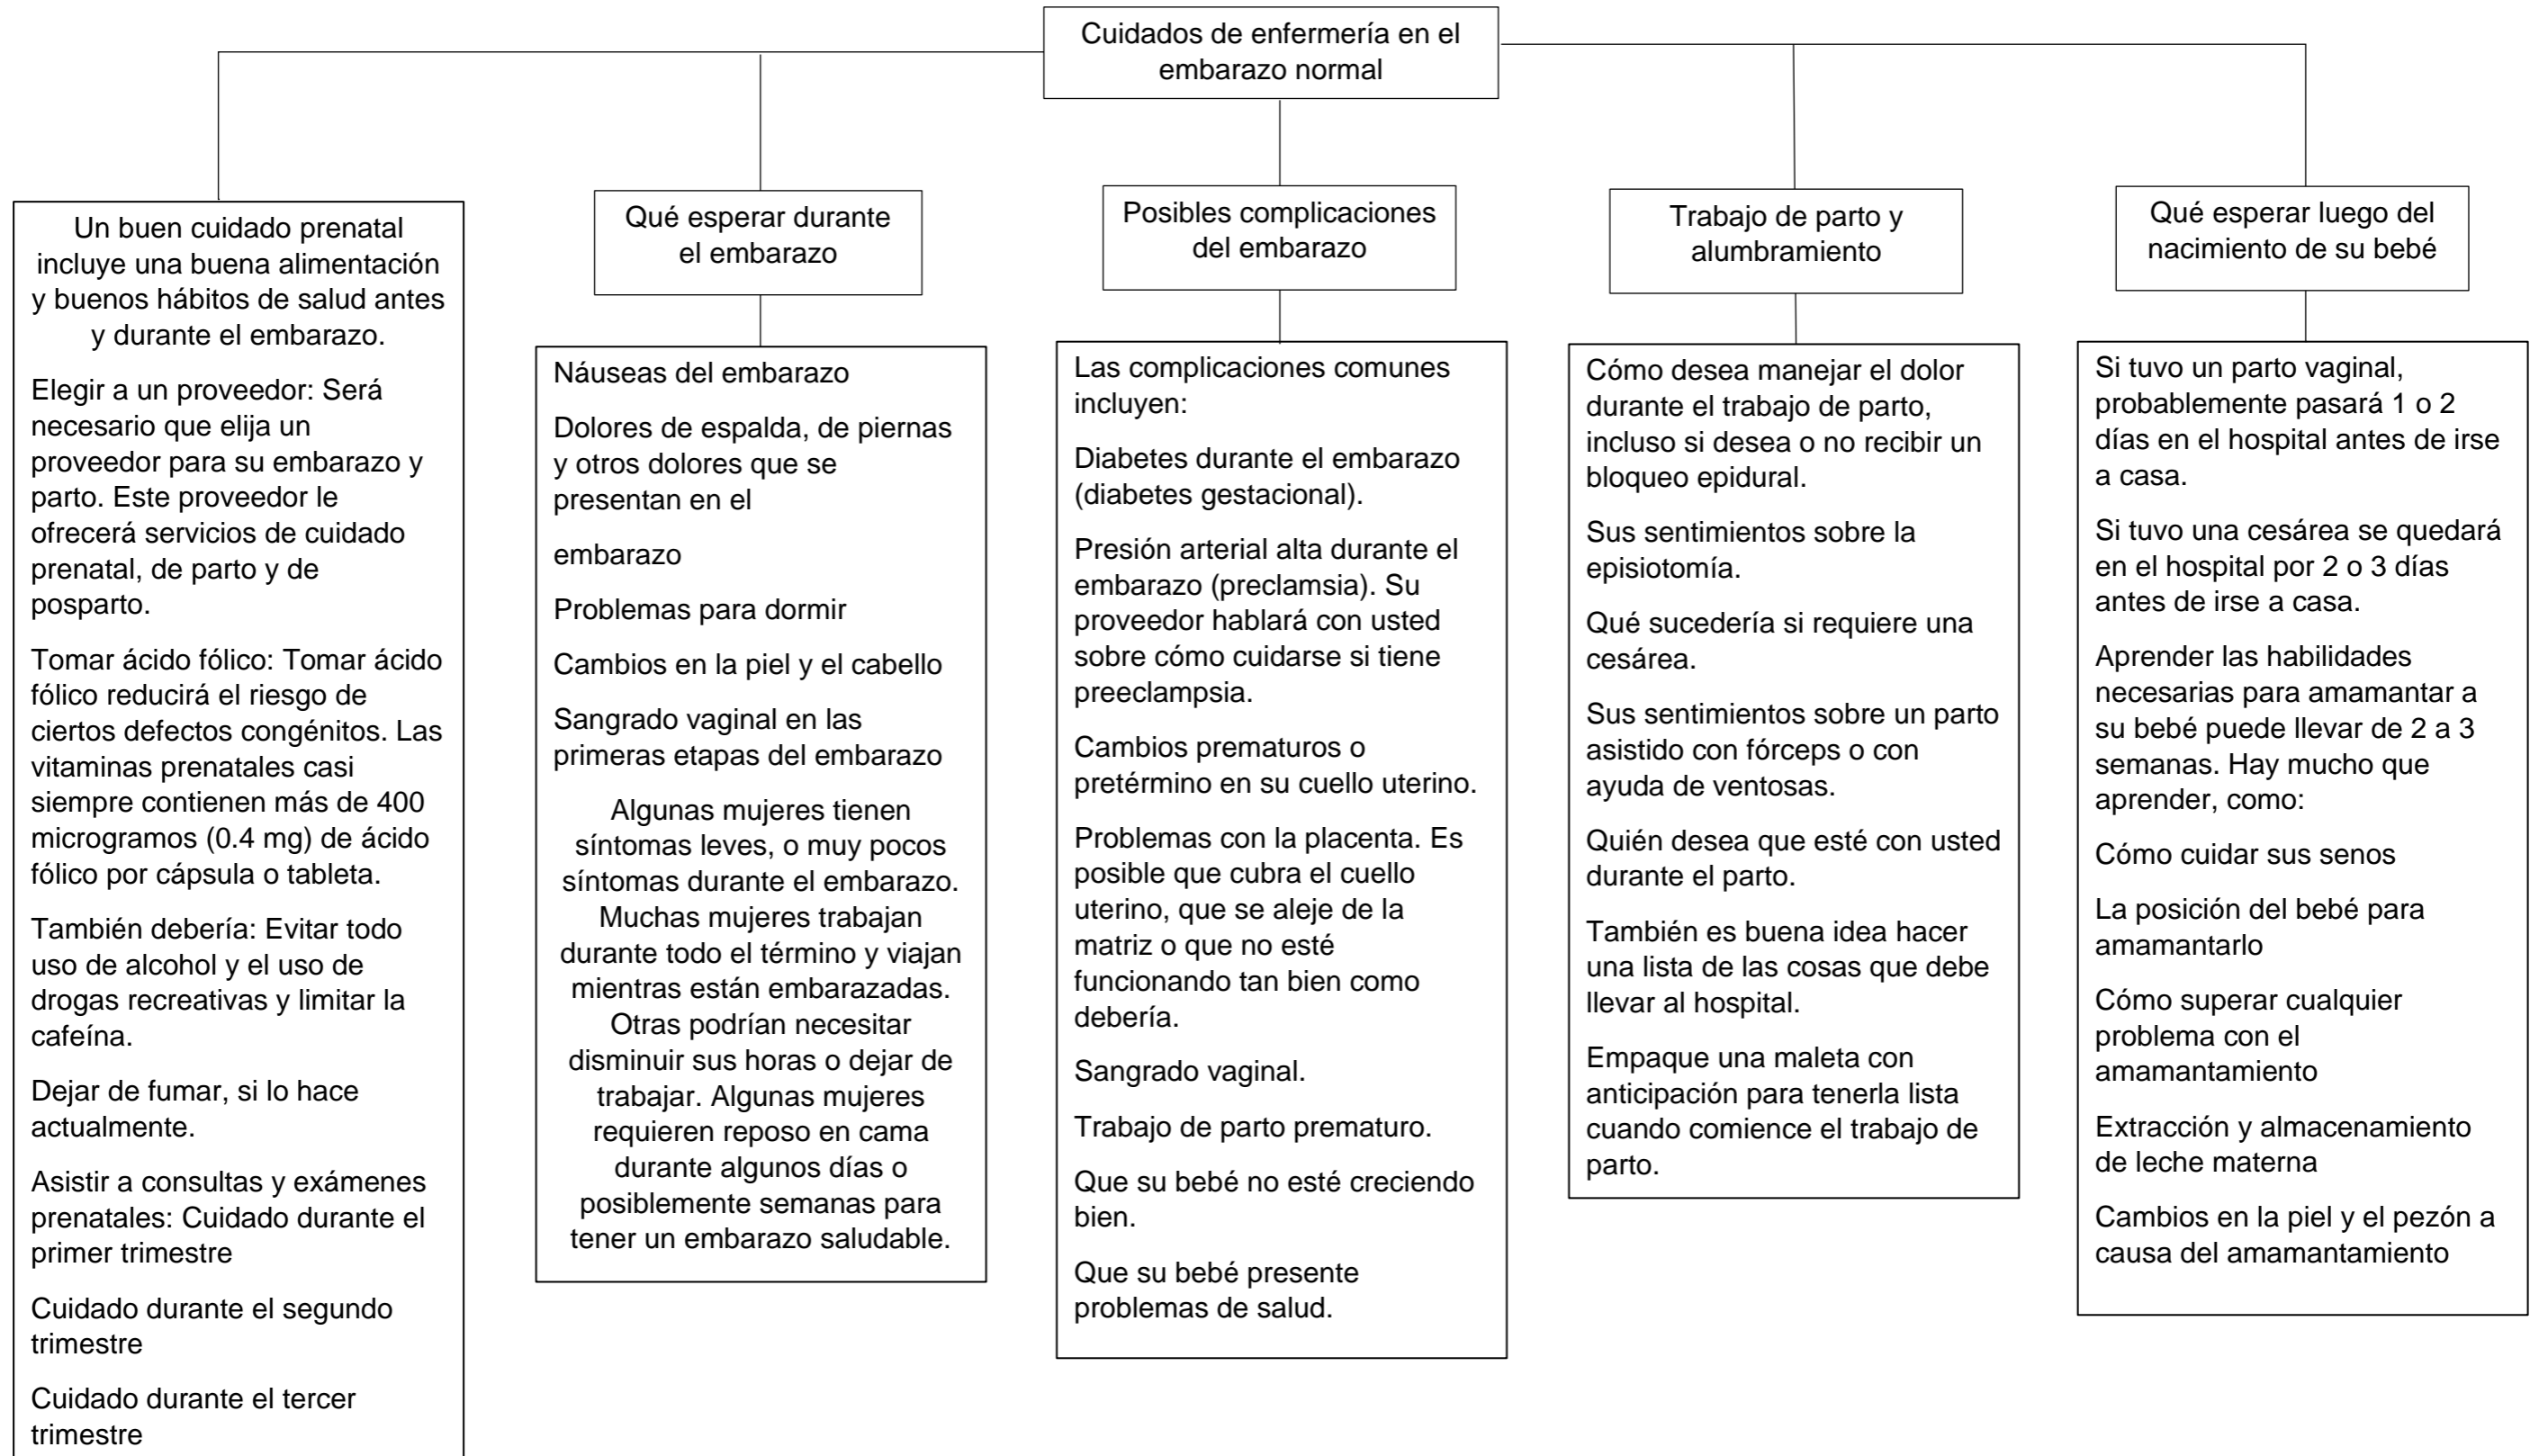 Cuidados de enfermería en el
embarazo normal
Un buen cuidado prenatal
incluye una buena alimentación
y buenos hábitos de salud antes
y durante el embarazo.
Elegir a un proveedor: Será
necesario que elija un
proveedor para su embarazo y
parto. Este proveedor le
ofrecerá servicios de cuidado
prenatal, de parto y de
posparto.
Tomar ácido fólico: Tomar ácido
fólico reducirá el riesgo de
ciertos defectos congénitos. Las
vitaminas prenatales casi
siempre contienen más de 400
microgramos (0.4 mg) de ácido
fólico por cápsula o tableta.
También debería: Evitar todo
uso de alcohol y el uso de
drogas recreativas y limitar la
cafeína.
Dejar de fumar, si lo hace
actualmente.
Asistir a consultas y exámenes
prenatales: Cuidado durante el
primer trimestre
Cuidado durante el segundo
trimestre
Cuidado durante el tercer
trimestre
Qué esperar durante
el embarazo
Náuseas del embarazo
Dolores de espalda, de piernas
y otros dolores que se
presentan en el
embarazo
Problemas para dormir
Cambios en la piel y el cabello
Sangrado vaginal en las
primeras etapas del embarazo
Algunas mujeres tienen
síntomas leves, o muy pocos
síntomas durante el embarazo.
Muchas mujeres trabajan
durante todo el término y viajan
mientras están embarazadas.
Otras podrían necesitar
disminuir sus horas o dejar de
trabajar. Algunas mujeres
requieren reposo en cama
durante algunos días o
posiblemente semanas para
tener un embarazo saludable.
Posibles complicaciones
del embarazo
Las complicaciones comunes
incluyen:
Diabetes durante el embarazo
(diabetes gestacional).
Presión arterial alta durante el
embarazo (preclamsia). Su
proveedor hablará con usted
sobre cómo cuidarse si tiene
preeclampsia.
Cambios prematuros o
pretérmino en su cuello uterino.
Problemas con la placenta. Es
posible que cubra el cuello
uterino, que se aleje de la
matriz o que no esté
funcionando tan bien como
debería.
Sangrado vaginal.
Trabajo de parto prematuro.
Que su bebé no esté creciendo
bien.
Que su bebé presente
problemas de salud.
Trabajo de parto y
alumbramiento
Cómo desea manejar el dolor
durante el trabajo de parto,
incluso si desea o no recibir un
bloqueo epidural.
Sus sentimientos sobre la
episiotomía.
Qué sucedería si requiere una
cesárea.
Sus sentimientos sobre un parto
asistido con fórceps o con
ayuda de ventosas.
Quién desea que esté con usted
durante el parto.
También es buena idea hacer
una lista de las cosas que debe
llevar al hospital.
Empaque una maleta con
anticipación para tenerla lista
cuando comience el trabajo de
parto.
Qué esperar luego del
nacimiento de su bebé
Si tuvo un parto vaginal,
probablemente pasará 1 o 2
días en el hospital antes de irse
a casa.
Si tuvo una cesárea se quedará
en el hospital por 2 o 3 días
antes de irse a casa.
Aprender las habilidades
necesarias para amamantar a
su bebé puede llevar de 2 a 3
semanas. Hay mucho que
aprender, como:
Cómo cuidar sus senos
La posición del bebé para
amamantarlo
Cómo superar cualquier
problema con el
amamantamiento
Extracción y almacenamiento
de leche materna
Cambios en la piel y el pezón a
causa del amamantamiento